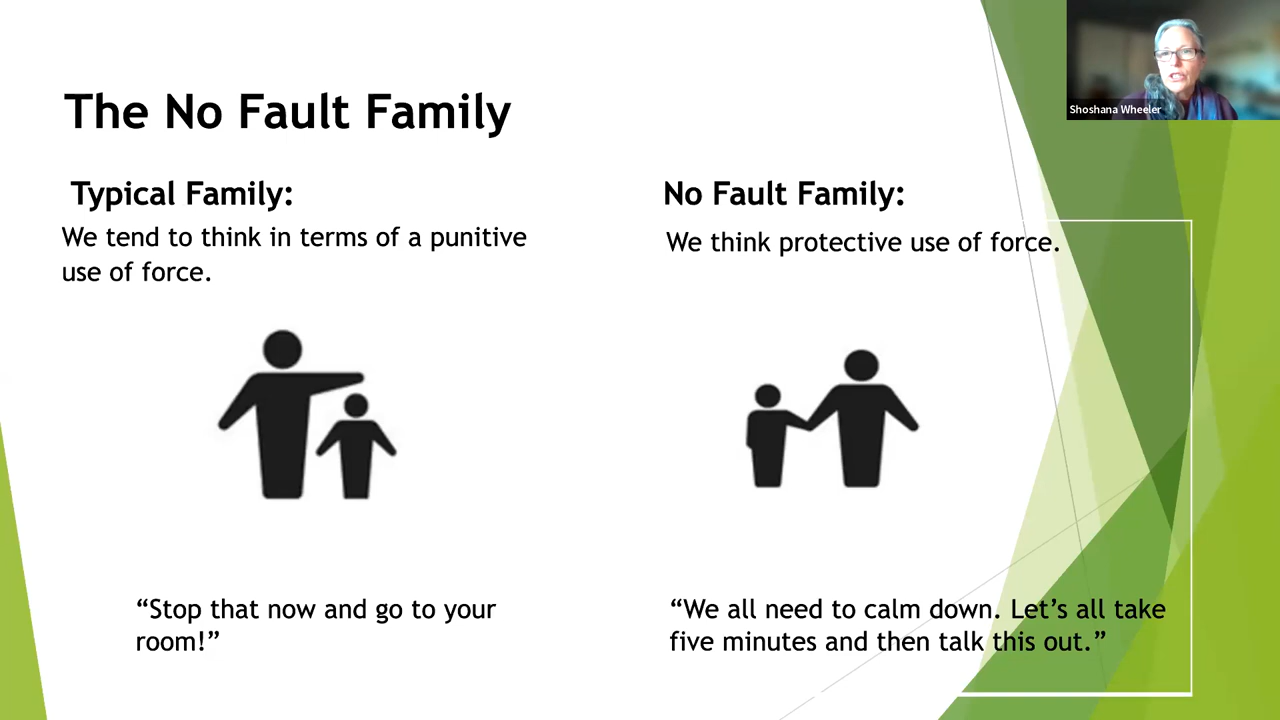 The No Fault Family
Typical Family:
We tend to think in terms of a punitive
use of force.
“Stop that now and go to your
room!”
No Fault Family:
We think protective use of force.
“We all need to calm down. Let’s all take
five minutes and then talk this out.”
Shoshana Wheeler